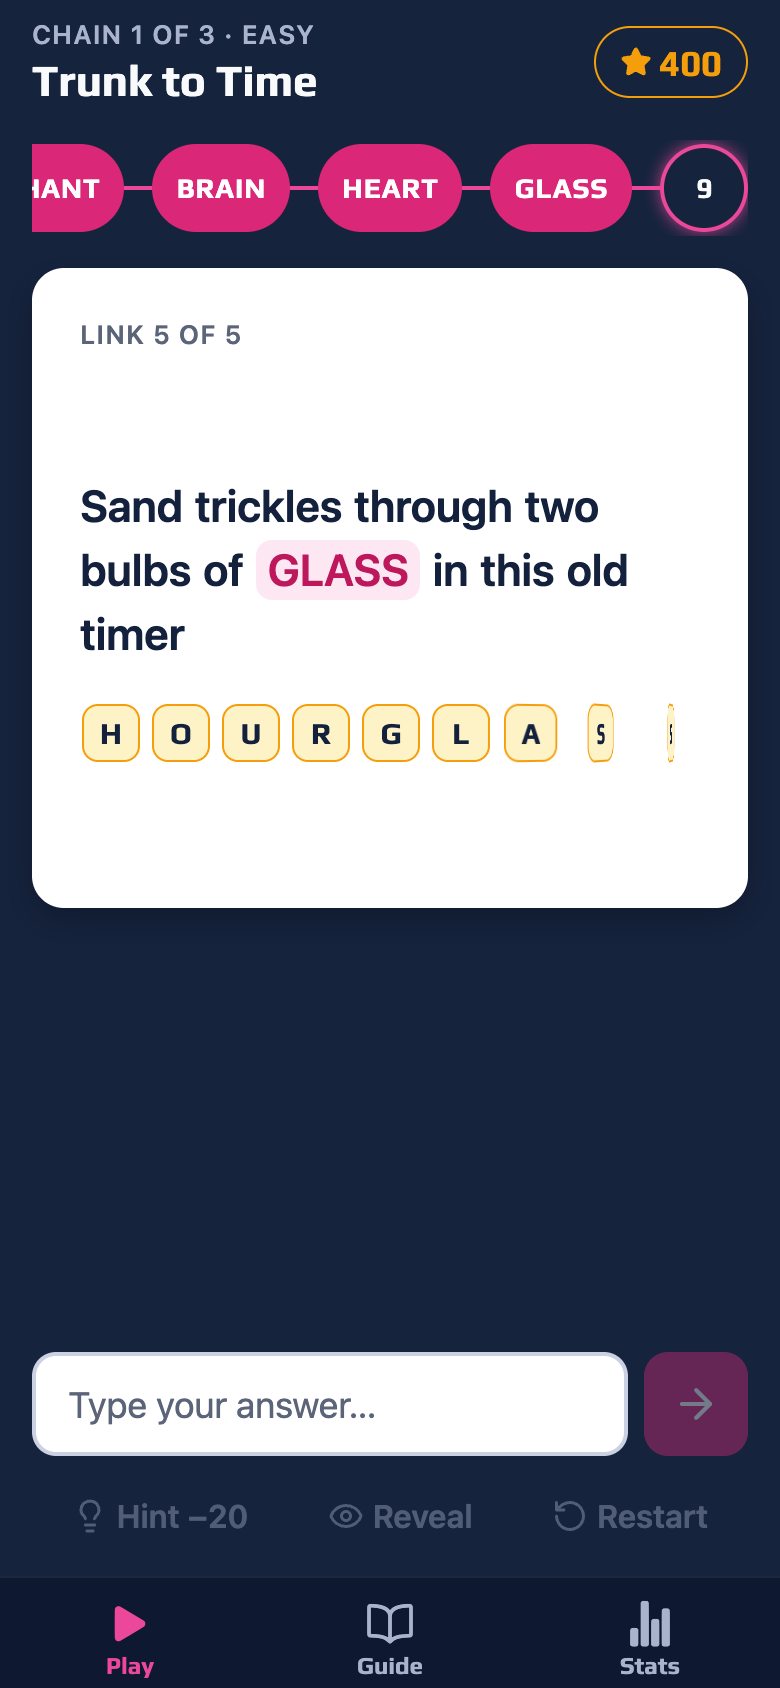 CHAIN 1 OF 3 · EASY
Trunk to Time
400
HANT
BRAIN
HEART
GLASS
9
LINK 5 OF 5
Sand trickles through two
bulbs of GLASS in this old
timer
H O U R G L A S S
Type your answer...
Hint −20
Reveal
Restart
Play
Guide
Stats